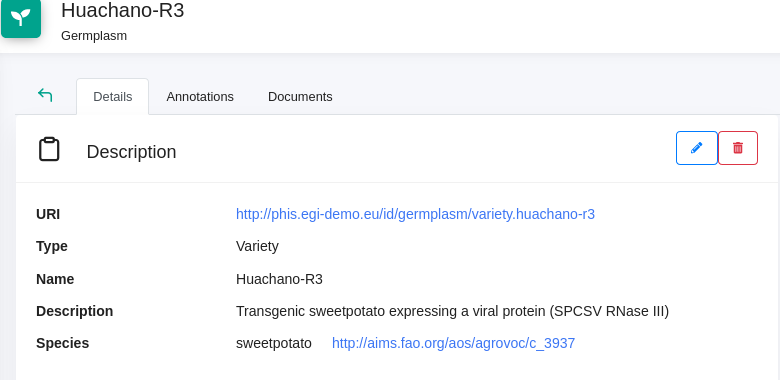 Huachano-R3
Germplasm
Details Annotations Documents
Description
URI http://phis.egi-demo.eu/id/germplasm/variety.huachano-r3
Type Variety
Name Huachano-R3
Description Transgenic sweetpotato expressing a viral protein (SPCSV RNase III)
Species sweetpotato http://aims.fao.org/aos/agrovoc/c_3937